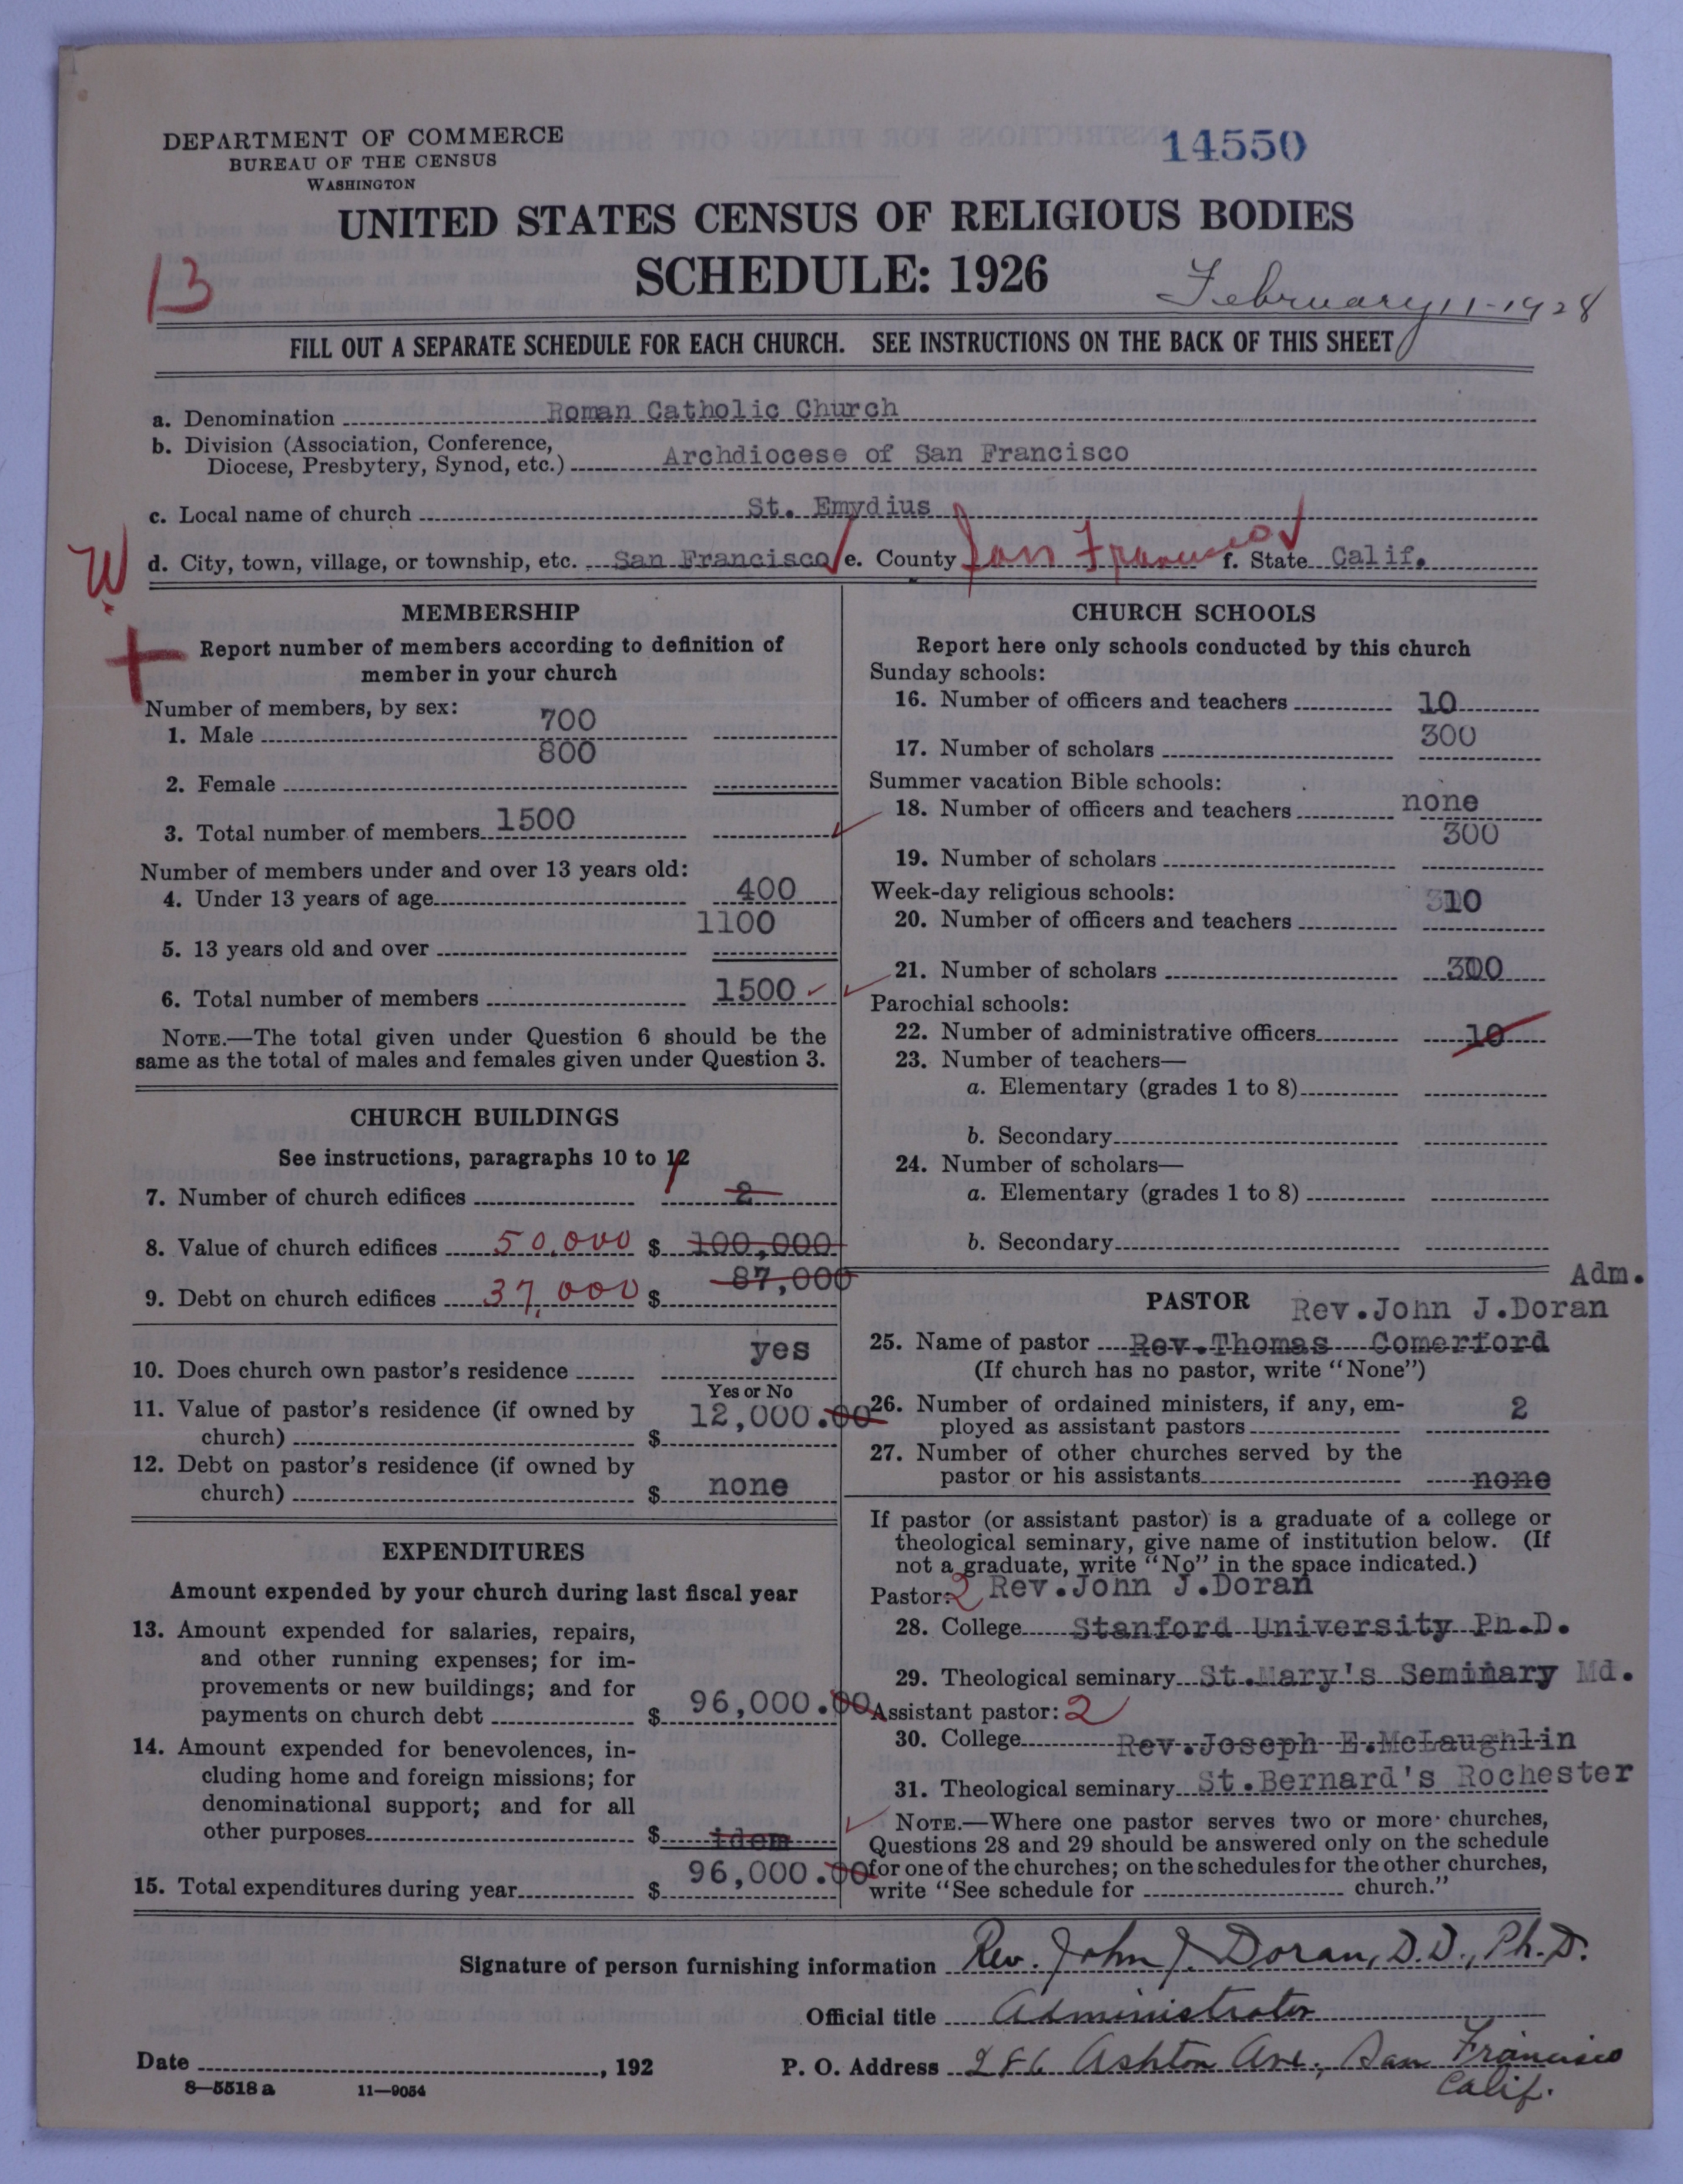 DEPARTMENT OF COMMERCE
BUREAU OF THE CENSUS
WASHINGTON
14550
UNITED STATES CENSUS OF RELIGIOUS BODIES
SCHEDULE: 1926
February 11-1928
13
FILL OUT A SEPARATE SCHEDULE FOR EACH CHURCH. SEE INSTRUCTIONS ON THE BACK OF THIS SHEET
a. Denomination Roman Catholic Church
b. Division (Association, Conference,
Diocese, Presbytery, Synod, etc.) Archdiocese of San Francisco
c. Local name of church St. Emydius
W
d. City, town, village, or township, etc. San Francisco e. County San Francisco f. State Calif.
MEMBERSHIP
Report number of members according to definition of
member in your church
Number of members, by sex:
1. Male 700
800
2. Female
3. Total number of members 1500
Number of members under and over 13 years old:
4. Under 13 years of age 400
1100
5. 13 years old and over
6. Total number of members 1500
NOTE.—The total given under Question 6 should be the
same as the total of males and females given under Question 3.
CHURCH BUILDINGS
See instructions, paragraphs 10 to 12
1
7. Number of church edifices 2
8. Value of church edifices 50,000 $ 100,000
87,000
9. Debt on church edifices 37,000 $
10. Does church own pastor's residence yes
Yes or No
11. Value of pastor's residence (if owned by
church) $ 12,000.00
12. Debt on pastor's residence (if owned by
church) $ none
EXPENDITURES
Amount expended by your church during last fiscal year
13. Amount expended for salaries, repairs,
and other running expenses; for im-
provements or new buildings; and for
payments on church debt $ 96,000.00
14. Amount expended for benevolences, in-
cluding home and foreign missions; for
denominational support; and for all
other purposes $ idem
15. Total expenditures during year $ 96,000.00
CHURCH SCHOOLS
Report here only schools conducted by this church
Sunday schools:
16. Number of officers and teachers 10
17. Number of scholars 300
Summer vacation Bible schools:
18. Number of officers and teachers none
300
19. Number of scholars
Week-day religious schools:
20. Number of officers and teachers 10
21. Number of scholars 300
Parochial schools:
22. Number of administrative officers 10
23. Number of teachers—
a. Elementary (grades 1 to 8)
b. Secondary
24. Number of scholars—
a. Elementary (grades 1 to 8)
b. Secondary
Adm.
PASTOR Rev.John J.Doran
25. Name of pastor Rev.Thomas Comerford
(If church has no pastor, write "None")
26. Number of ordained ministers, if any, em-
ployed as assistant pastors 2
27. Number of other churches served by the
pastor or his assistants none
If pastor (or assistant pastor) is a graduate of a college or
theological seminary, give name of institution below. (If
not a graduate, write "No" in the space indicated.)
Pastor: 2 Rev.John J.Doran
28. College Stanford University Ph.D.
29. Theological seminary St.Mary's Seminary Md.
Assistant pastor: 2
30. College Rev.Joseph E.McLaughlin
31. Theological seminary St.Bernard's Rochester
NOTE.—Where one pastor serves two or more churches,
Questions 28 and 29 should be answered only on the schedule
for one of the churches; on the schedules for the other churches,
write "See schedule for church."
Signature of person furnishing information Rev. John J. Doran, D.D., Ph.D.
Official title Administrator
Date , 192 P. O. Address 286 Ashton Ave., San Francisco
Calif.
8—5518 a 11—9054